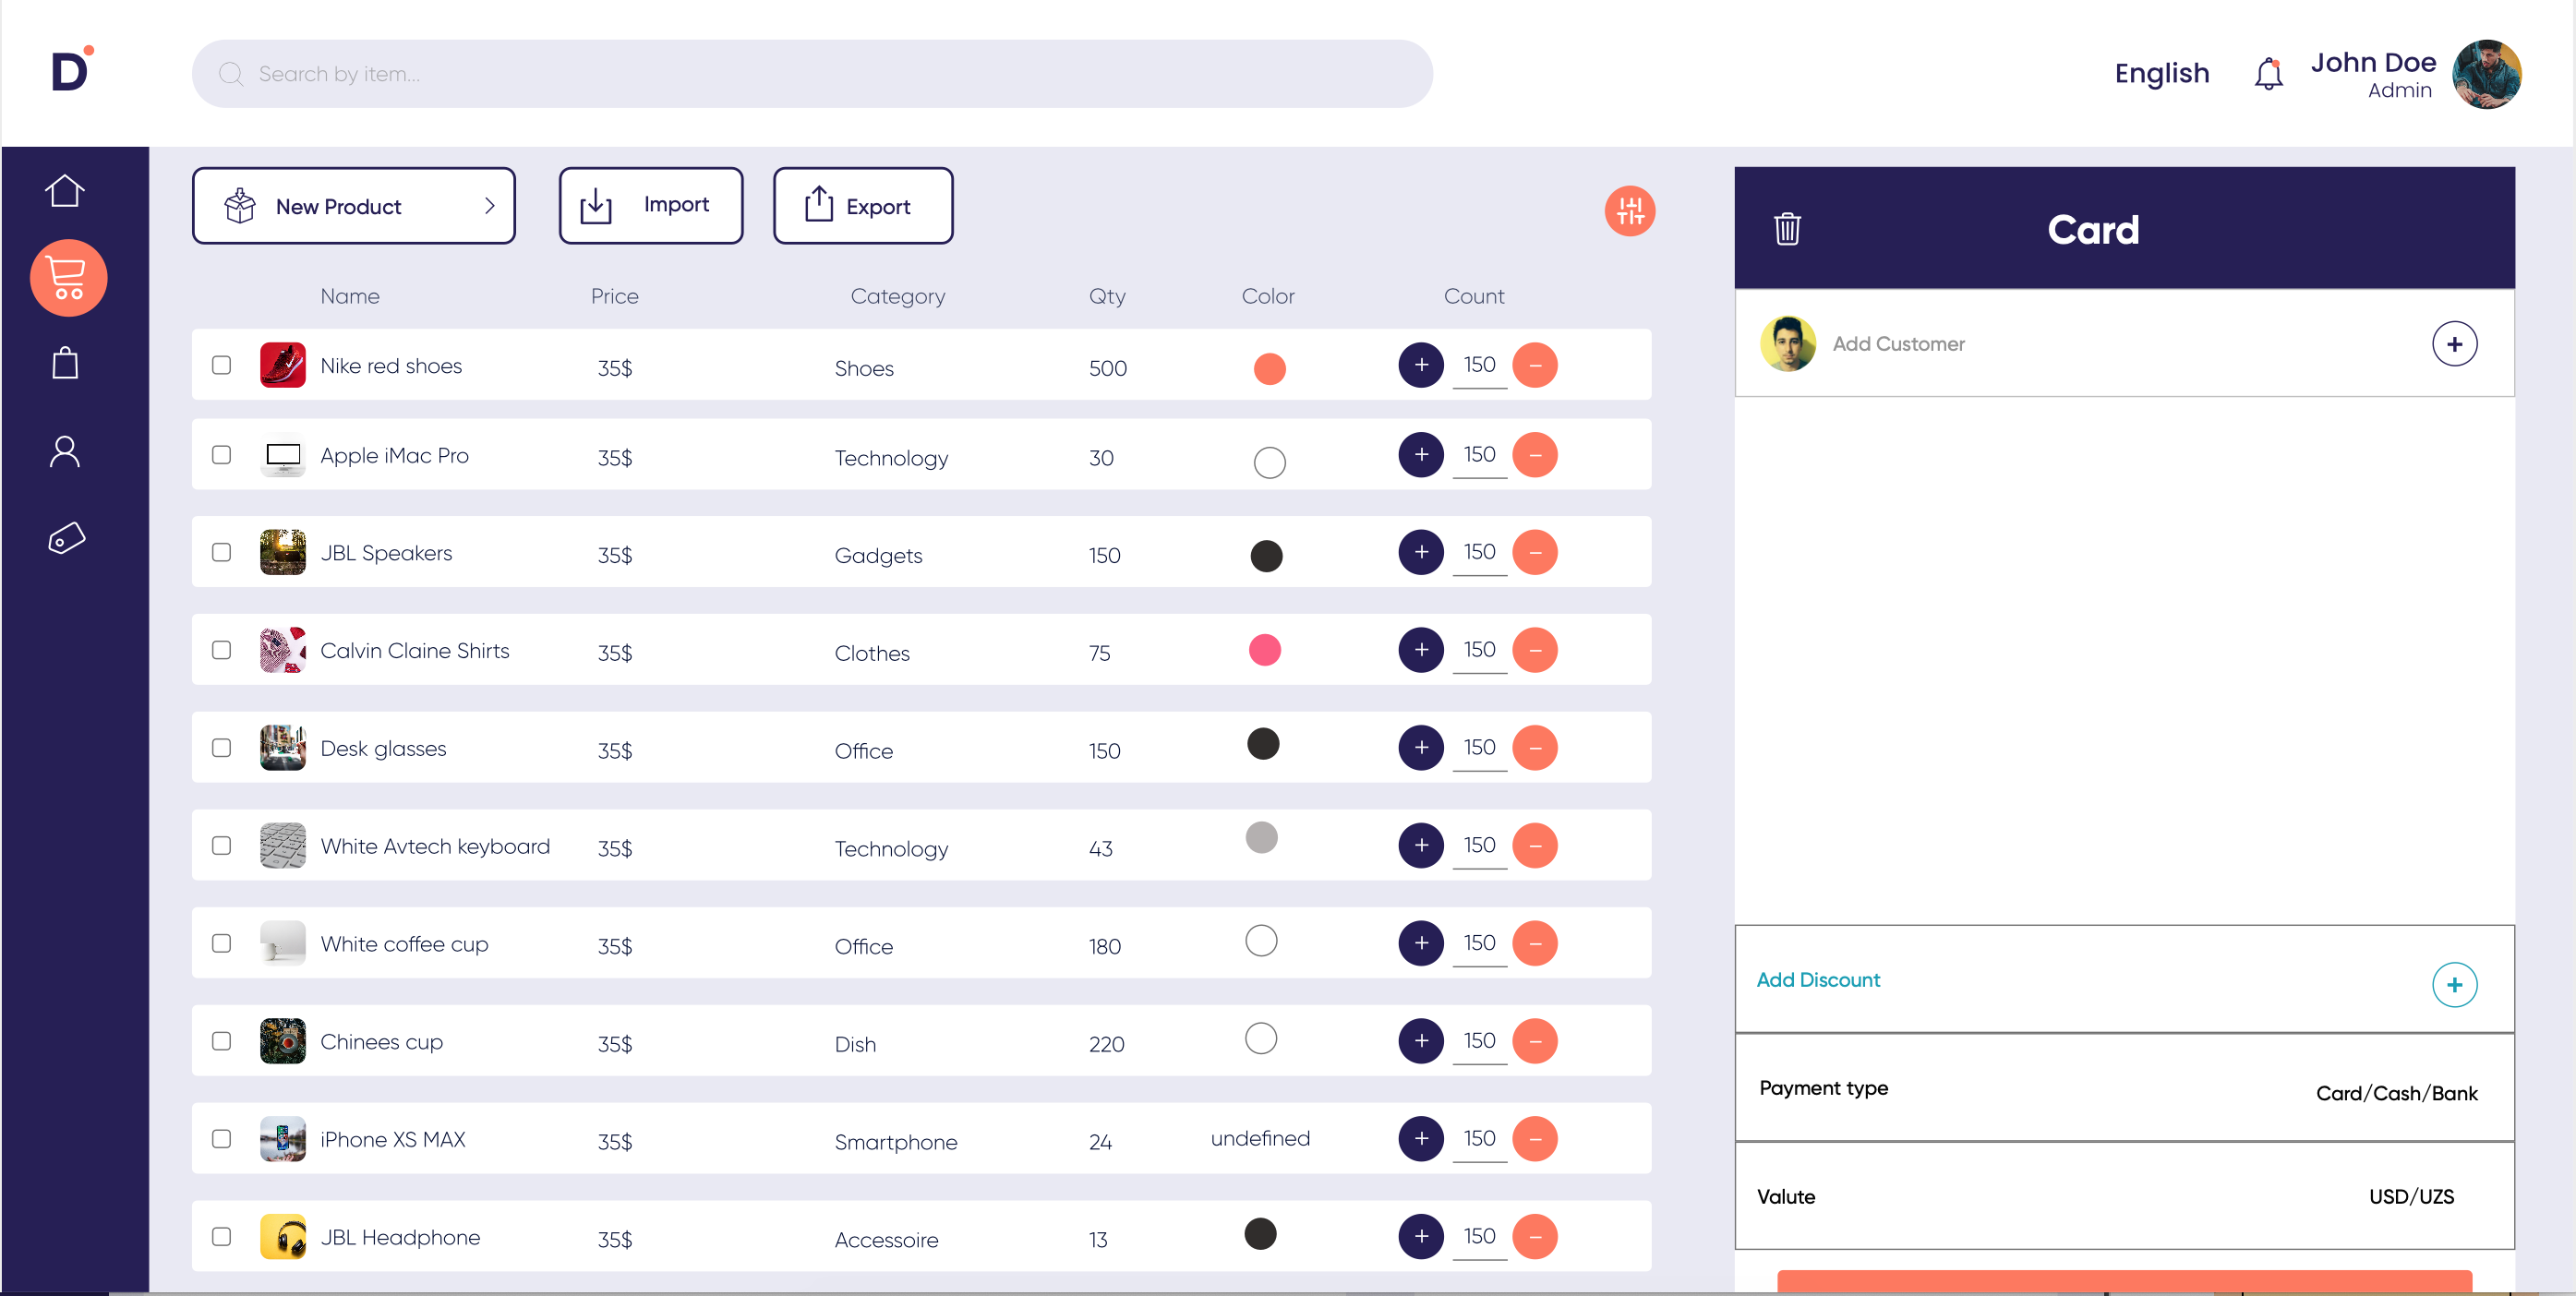 D
Search by item...
English
John Doe
Admin
New Product
Import
Export
Card
Name Price Category Qty Color Count
Add Customer
Nike red shoes 35$ Shoes 500 + 150 –
Apple iMac Pro 35$ Technology 30 + 150 –
JBL Speakers 35$ Gadgets 150 + 150 –
Calvin Claine Shirts 35$ Clothes 75 + 150 –
Desk glasses 35$ Office 150 + 150 –
White Avtech keyboard 35$ Technology 43 + 150 –
White coffee cup 35$ Office 180 + 150 –
Chinees cup 35$ Dish 220 + 150 –
iPhone XS MAX 35$ Smartphone 24 undefined + 150 –
JBL Headphone 35$ Accessoire 13 + 150 –
Add Discount
Payment type Card/Cash/Bank
Valute USD/UZS